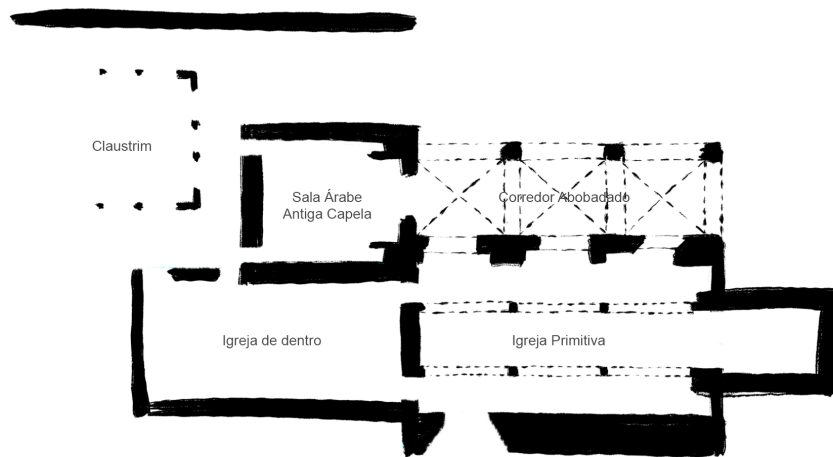 Claustrim
Sala Árabe
Antiga Capela
Corredor Abobadado
Igreja de dentro
Igreja Primitiva